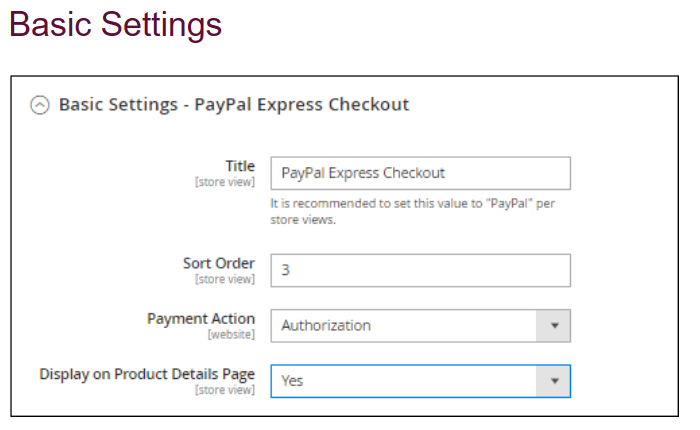 Basic Settings
Basic Settings - PayPal Express Checkout
Title
[store view]
PayPal Express Checkout
It is recommended to set this value to "PayPal" per
store views.
Sort Order
[store view]
3
Payment Action
[website]
Authorization
Display on Product Details Page
[store view]
Yes